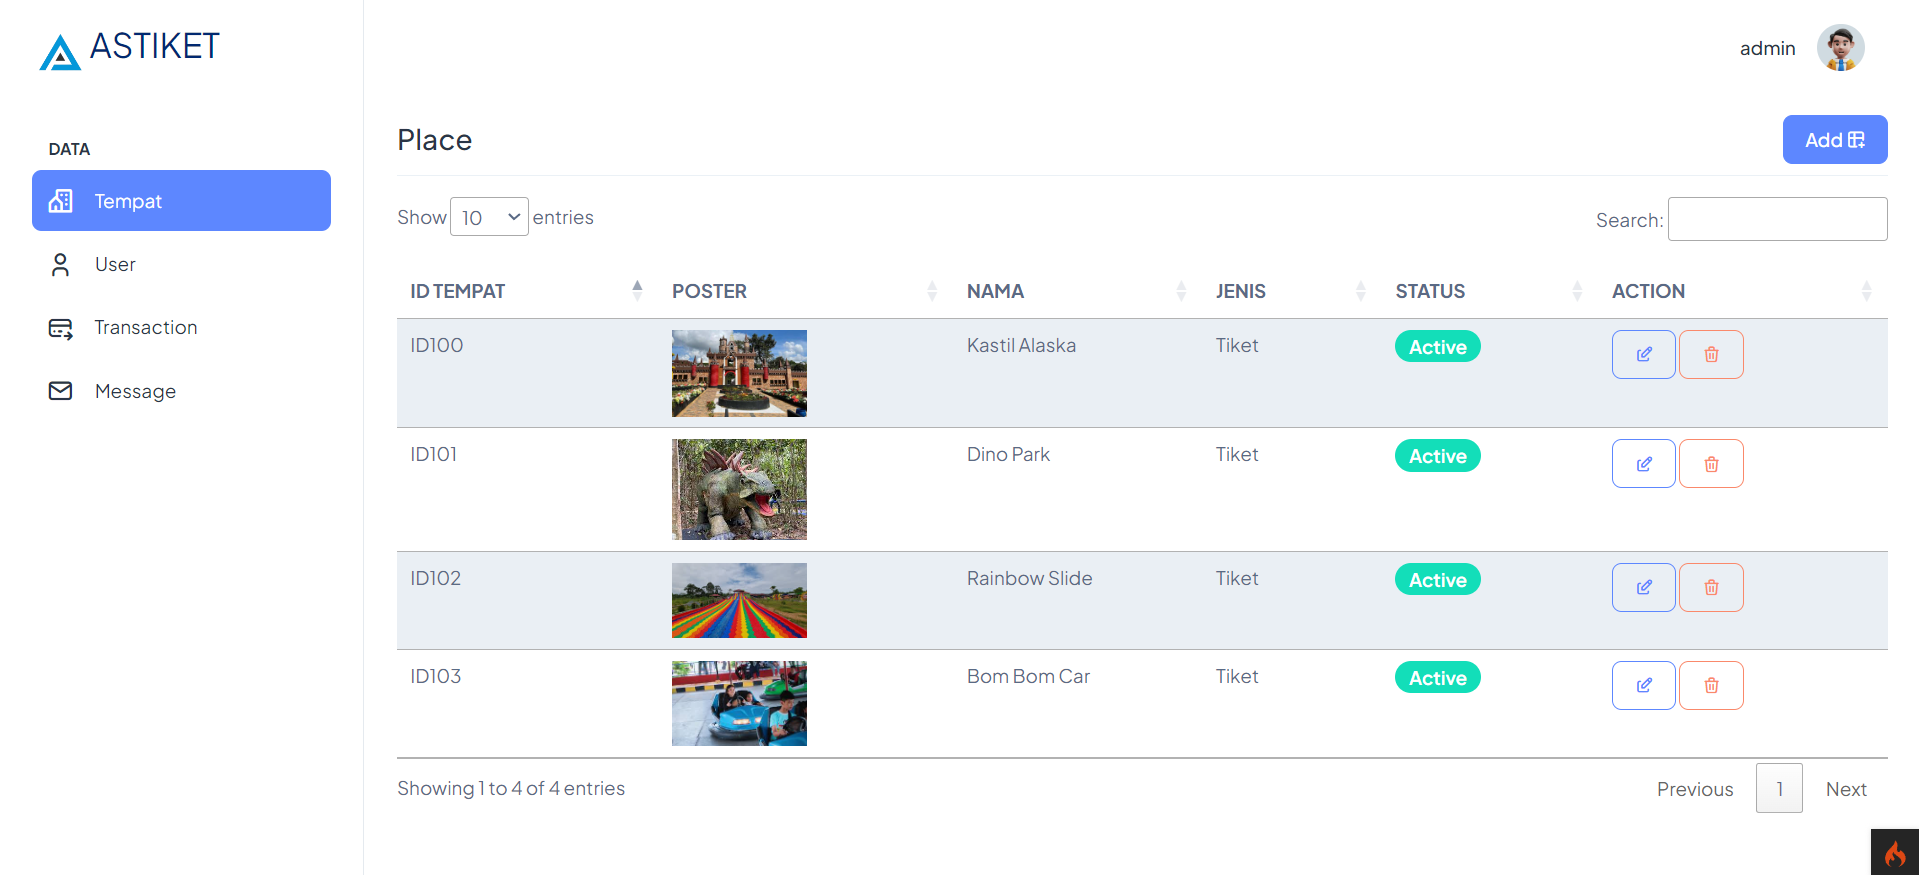 ASTIKET
admin
DATA
Tempat
User
Transaction
Message
Place
Add
Show 10 entries
Search:
ID TEMPAT POSTER NAMA JENIS STATUS ACTION
ID100 Kastil Alaska Tiket Active
ID101 Dino Park Tiket Active
ID102 Rainbow Slide Tiket Active
ID103 Bom Bom Car Tiket Active
Showing 1 to 4 of 4 entries
Previous 1 Next